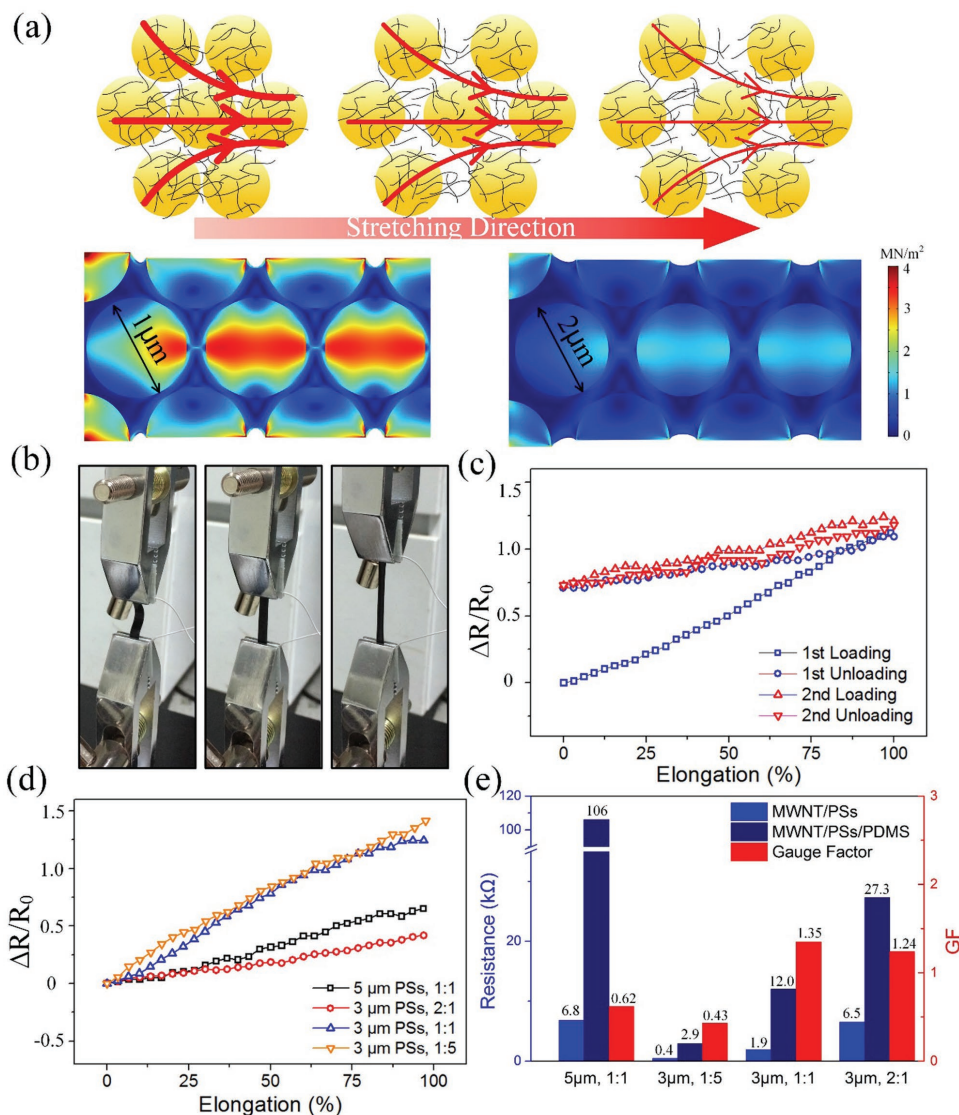 (a)
Stretching Direction
MN/m²
4
3
2
1
0
1μm
2μm
(b)
(c)
1.5
1.0
0.5
0
ΔR/R₀
0 25 50 75 100
Elongation (%)
1st Loading
1st Unloading
2nd Loading
2nd Unloading
(d)
1.5
1.0
0.5
0
-0.5
ΔR/R₀
0 25 50 75 100
Elongation (%)
5 μm PSs, 1:1
3 μm PSs, 2:1
3 μm PSs, 1:1
3 μm PSs, 1:5
(e)
120
100
20
0
Resistance (kΩ)
MWNT/PSs
MWNT/PSs/PDMS
Gauge Factor
6.8 106 0.62
0.4 2.9 0.43
1.9 12.0 1.35
6.5 27.3 1.24
3
2
1
0
GF
5μm, 1:1 3μm, 1:5 3μm, 1:1 3μm, 2:1